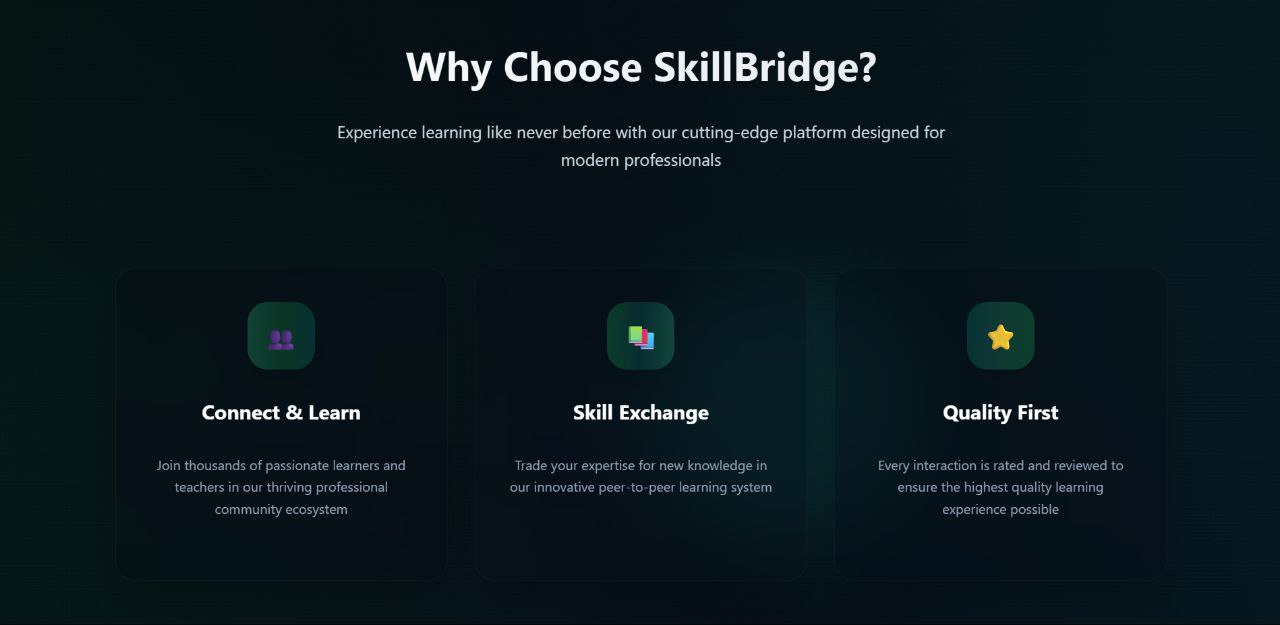 Why Choose SkillBridge?
Experience learning like never before with our cutting-edge platform designed for
modern professionals
Connect & Learn
Join thousands of passionate learners and
teachers in our thriving professional
community ecosystem
Skill Exchange
Trade your expertise for new knowledge in
our innovative peer-to-peer learning system
Quality First
Every interaction is rated and reviewed to
ensure the highest quality learning
experience possible